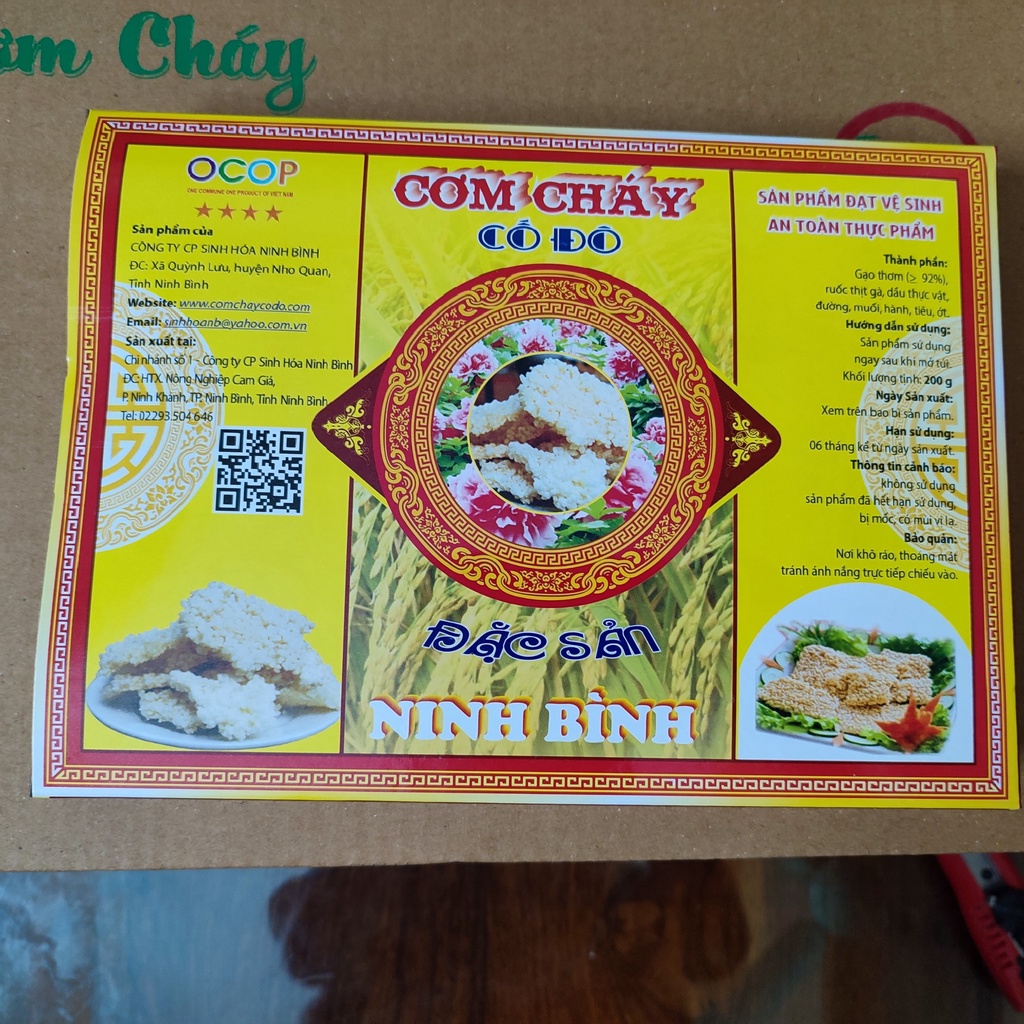 Cháy
OCOP
ONE COMMUNE ONE PRODUCT OF VIET NAM
Sản phẩm của
CÔNG TY CP SINH HÓA NINH BÌNH
ĐC: Xã Quỳnh Lưu, huyện Nho Quan,
Tỉnh Ninh Bình
Website: www.comchaycodo.com
Email: sinhhoanb@yahoo.com.vn
Sản xuất tại:
Chi nhánh số 1 - Công ty CP Sinh Hóa Ninh Bình
ĐC: HTX. Nông Nghiệp Cam Giá,
P. Ninh Khánh, TP. Ninh Bình, Tỉnh Ninh Bình
Tel: 02293 504 646
CƠM CHÁY
CỐ ĐÔ
ĐẶC SẢN
NINH BÌNH
SẢN PHẨM ĐẠT VỆ SINH
AN TOÀN THỰC PHẨM
Thành phần:
Gạo thơm (≥ 92%),
ruốc thịt gà, dầu thực vật,
đường, muối, hành, tiêu, ớt.
Hướng dẫn sử dụng:
Sản phẩm sử dụng
ngay sau khi mở túi.
Khối lượng tịnh: 200 g
Ngày Sản xuất:
Xem trên bao bì sản phẩm.
Hạn sử dụng:
06 tháng kể từ ngày sản xuất.
Thông tin cảnh báo:
không sử dụng
sản phẩm đã hết hạn sử dụng,
bị mốc, có mùi vị lạ.
Bảo quản:
Nơi khô ráo, thoáng mát
tránh ánh nắng trực tiếp chiếu vào.